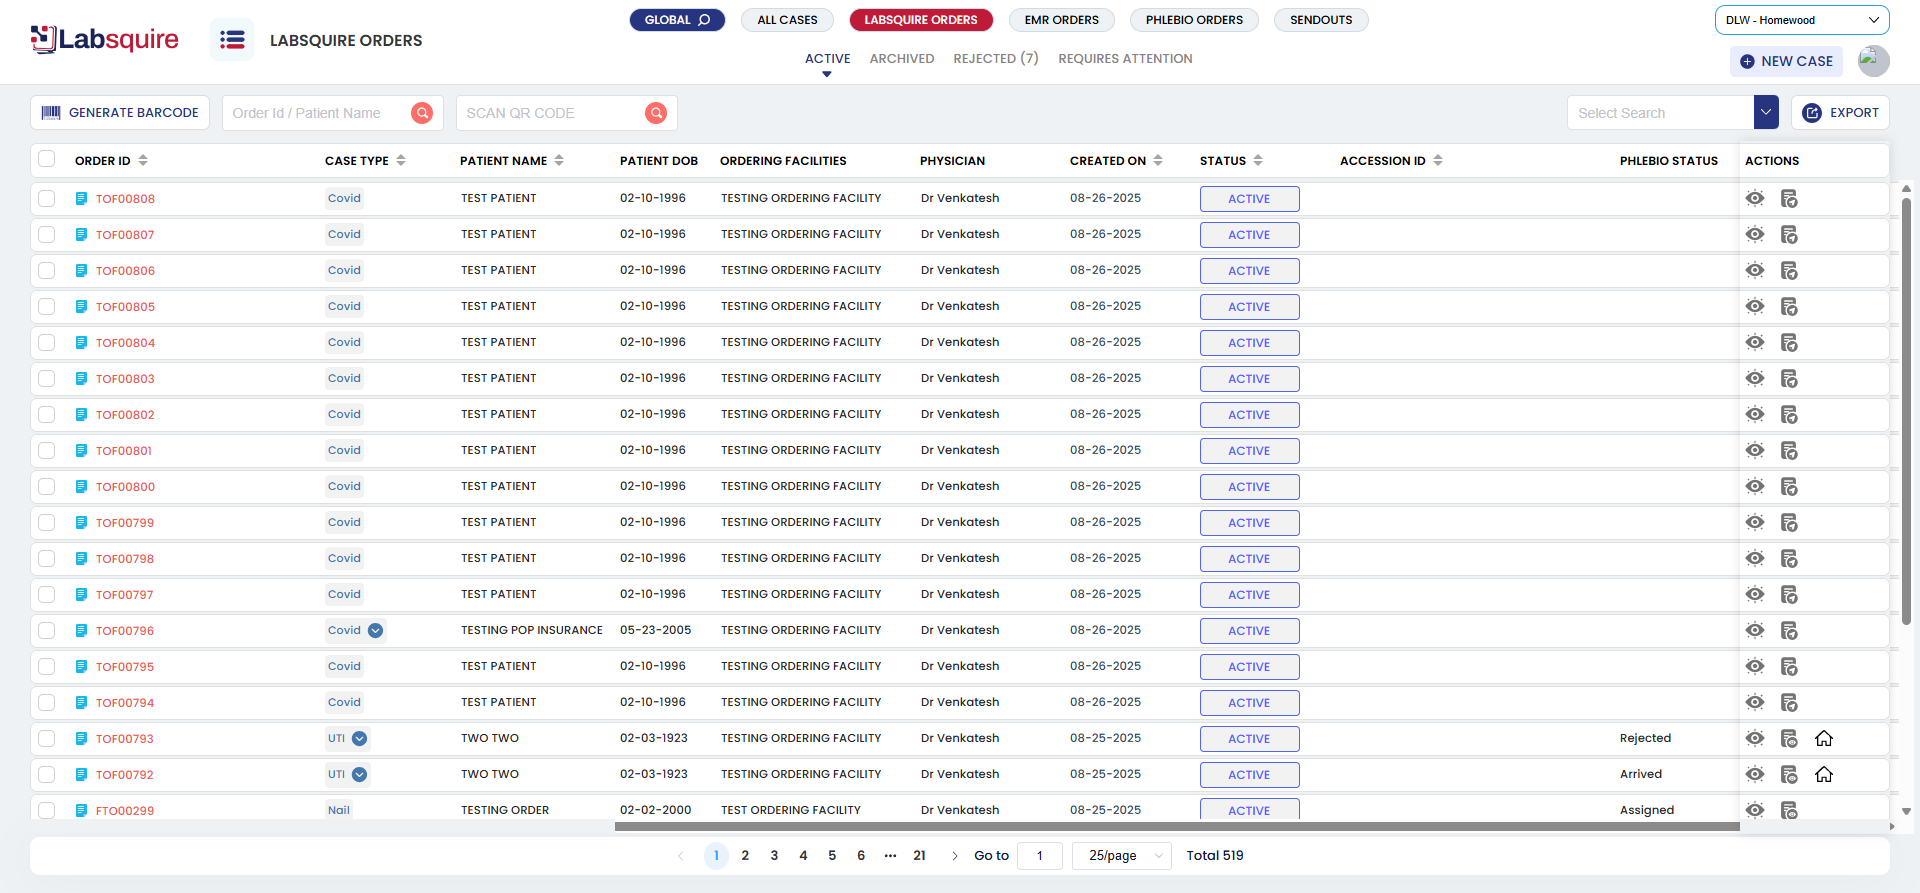 Labsquire
LABSQUIRE ORDERS
GLOBAL
ALL CASES
LABSQUIRE ORDERS
EMR ORDERS
PHLEBIO ORDERS
SENDOUTS
DLW - Homewood
ACTIVE
ARCHIVED
REJECTED (7)
REQUIRES ATTENTION
NEW CASE
GENERATE BARCODE
Order Id / Patient Name
SCAN QR CODE
Select Search
EXPORT
ORDER ID CASE TYPE PATIENT NAME PATIENT DOB ORDERING FACILITIES PHYSICIAN CREATED ON STATUS ACCESSION ID PHLEBIO STATUS ACTIONS
TOF00808 Covid TEST PATIENT 02-10-1996 TESTING ORDERING FACILITY Dr Venkatesh 08-26-2025 ACTIVE
TOF00807 Covid TEST PATIENT 02-10-1996 TESTING ORDERING FACILITY Dr Venkatesh 08-26-2025 ACTIVE
TOF00806 Covid TEST PATIENT 02-10-1996 TESTING ORDERING FACILITY Dr Venkatesh 08-26-2025 ACTIVE
TOF00805 Covid TEST PATIENT 02-10-1996 TESTING ORDERING FACILITY Dr Venkatesh 08-26-2025 ACTIVE
TOF00804 Covid TEST PATIENT 02-10-1996 TESTING ORDERING FACILITY Dr Venkatesh 08-26-2025 ACTIVE
TOF00803 Covid TEST PATIENT 02-10-1996 TESTING ORDERING FACILITY Dr Venkatesh 08-26-2025 ACTIVE
TOF00802 Covid TEST PATIENT 02-10-1996 TESTING ORDERING FACILITY Dr Venkatesh 08-26-2025 ACTIVE
TOF00801 Covid TEST PATIENT 02-10-1996 TESTING ORDERING FACILITY Dr Venkatesh 08-26-2025 ACTIVE
TOF00800 Covid TEST PATIENT 02-10-1996 TESTING ORDERING FACILITY Dr Venkatesh 08-26-2025 ACTIVE
TOF00799 Covid TEST PATIENT 02-10-1996 TESTING ORDERING FACILITY Dr Venkatesh 08-26-2025 ACTIVE
TOF00798 Covid TEST PATIENT 02-10-1996 TESTING ORDERING FACILITY Dr Venkatesh 08-26-2025 ACTIVE
TOF00797 Covid TEST PATIENT 02-10-1996 TESTING ORDERING FACILITY Dr Venkatesh 08-26-2025 ACTIVE
TOF00796 Covid TESTING POP INSURANCE 05-23-2005 TESTING ORDERING FACILITY Dr Venkatesh 08-26-2025 ACTIVE
TOF00795 Covid TEST PATIENT 02-10-1996 TESTING ORDERING FACILITY Dr Venkatesh 08-26-2025 ACTIVE
TOF00794 Covid TEST PATIENT 02-10-1996 TESTING ORDERING FACILITY Dr Venkatesh 08-26-2025 ACTIVE
TOF00793 UTI TWO TWO 02-03-1923 TESTING ORDERING FACILITY Dr Venkatesh 08-25-2025 ACTIVE Rejected
TOF00792 UTI TWO TWO 02-03-1923 TESTING ORDERING FACILITY Dr Venkatesh 08-25-2025 ACTIVE Arrived
FTO00299 Nail TESTING ORDER 02-02-2000 TEST ORDERING FACILITY Dr Venkatesh 08-25-2025 ACTIVE Assigned
1 2 3 4 5 6 ••• 21 Go to 1 25/page Total 519